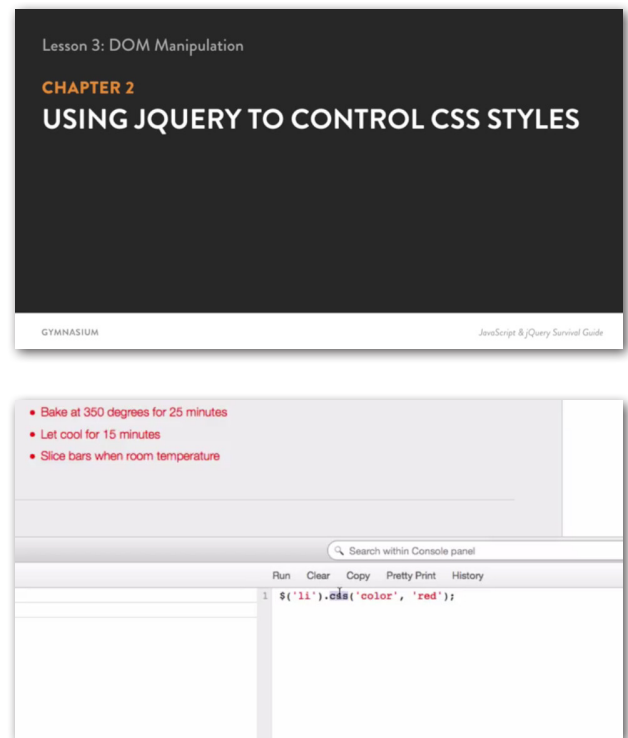 Lesson 3: DOM Manipulation
CHAPTER 2
USING JQUERY TO CONTROL CSS STYLES
GYMNASIUM
JavaScript & jQuery Survival Guide
• Bake at 350 degrees for 25 minutes
• Let cool for 15 minutes
• Slice bars when room temperature
Search within Console panel
Run Clear Copy Pretty Print History
1 $('li').css('color', 'red');